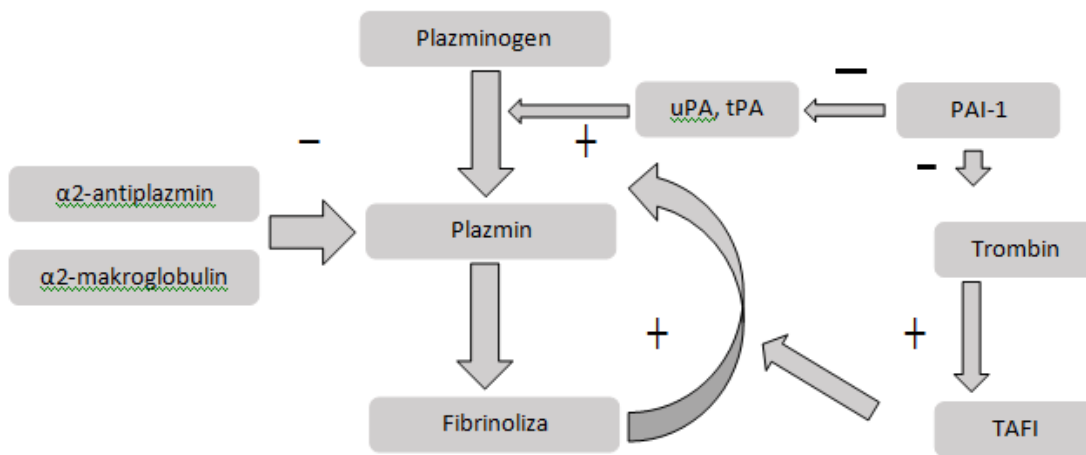 Plazminogen
uPA, tPA
PAI-1
–
+
–
–
α2-antiplazmin
α2-makroglobulin
Plazmin
Trombin
+
+
Fibrinoliza
TAFI